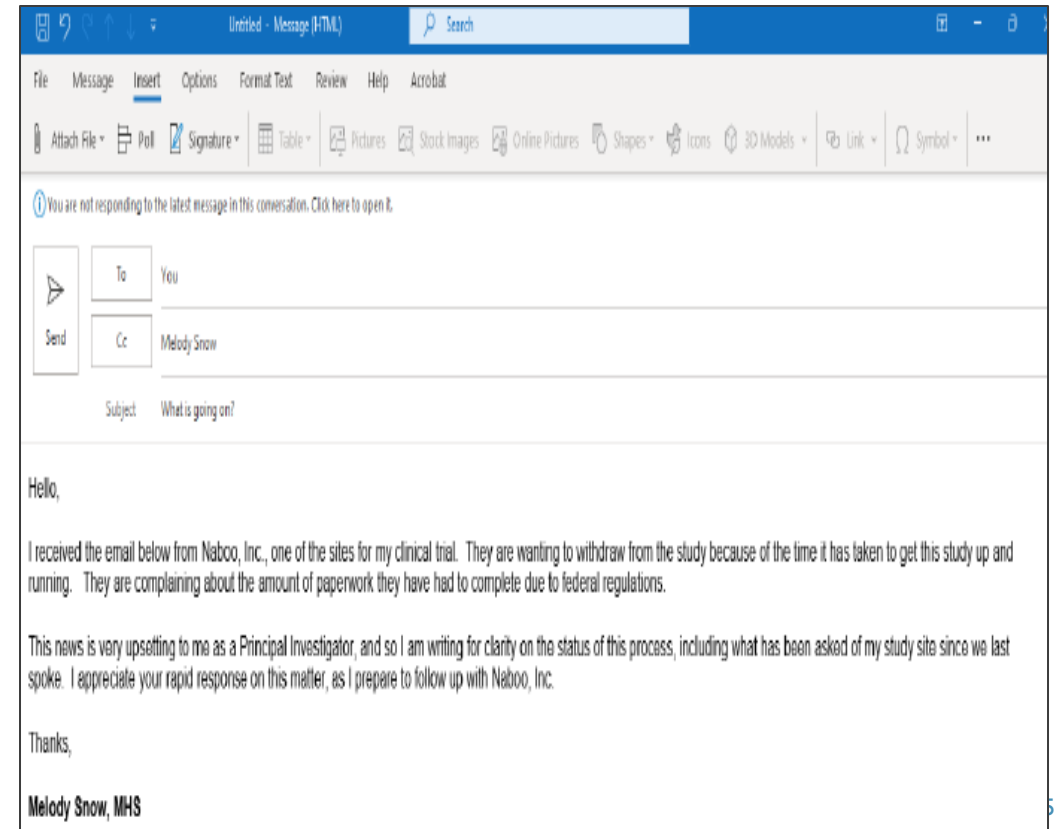 Untitled - Message (HTML)
Search
File Message Insert Options Format Text Review Help Acrobat
Attach File Poll Signature Table Pictures Stock Images Online Pictures Shapes Icons 3D Models Link Symbol ...
You are not responding to the latest message in this conversation. Click here to open it.
To You
Send Cc Melody Snow
Subject What is going on?
Hello,
I received the email below from Naboo, Inc., one of the sites for my clinical trial. They are wanting to withdraw from the study because of the time it has taken to get this study up and
running. They are complaining about the amount of paperwork they have had to complete due to federal regulations.
This news is very upsetting to me as a Principal Investigator, and so I am writing for clarity on the status of this process, including what has been asked of my study site since we last
spoke. I appreciate your rapid response on this matter, as I prepare to follow up with Naboo, Inc.
Thanks,
Melody Snow, MHS